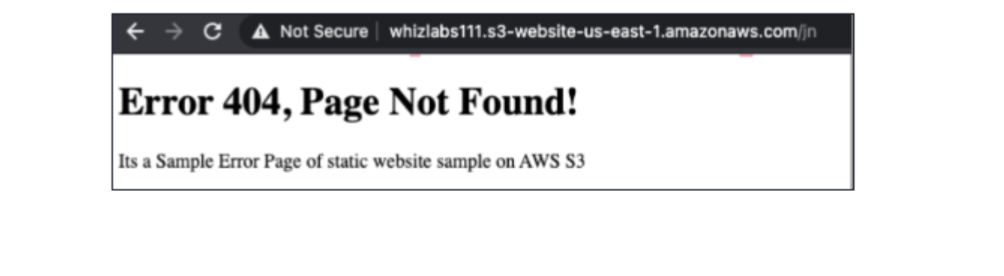 Not Secure | whizlabs111.s3-website-us-east-1.amazonaws.com/jn
Error 404, Page Not Found!
Its a Sample Error Page of static website sample on AWS S3